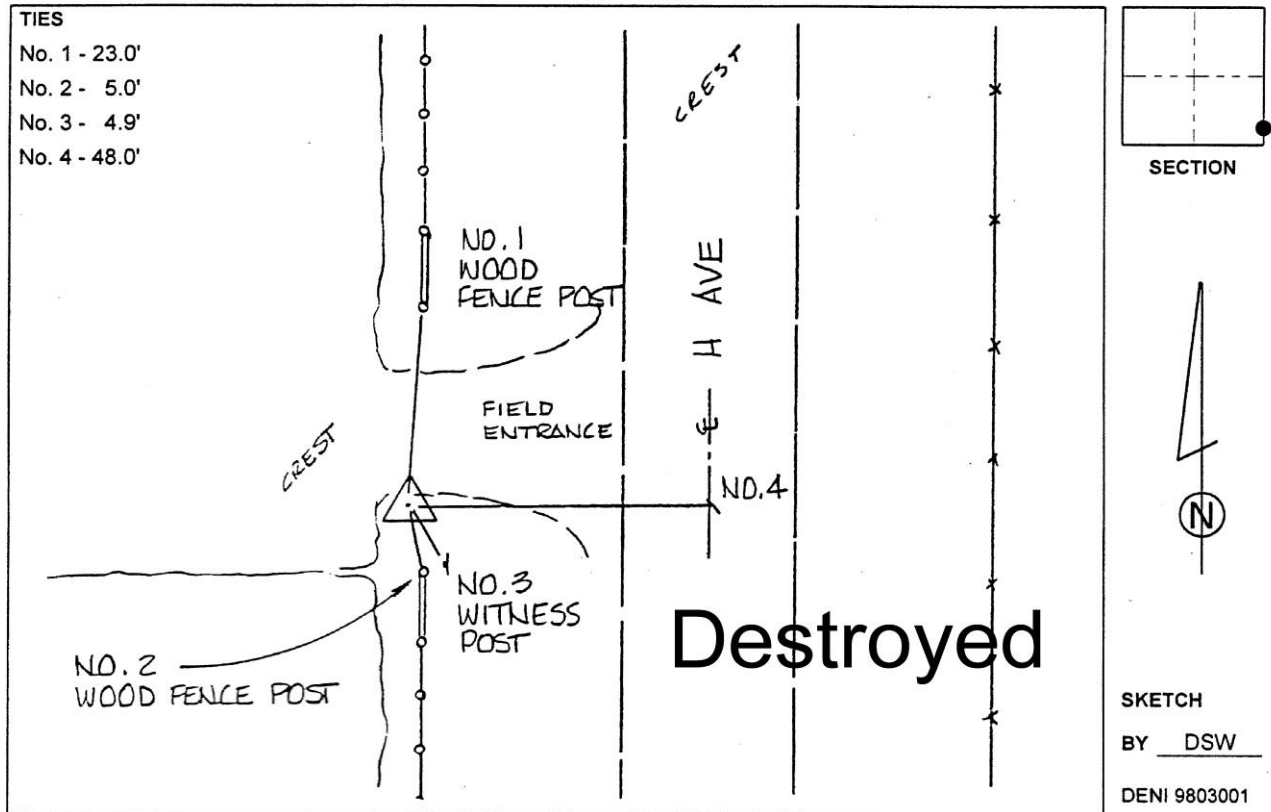 TIES
No. 1 - 23.0'
No. 2 - 5.0'
No. 3 - 4.9'
No. 4 - 48.0'
CREST
NO. 1
WOOD
FENCE POST
H AVE
FIELD
ENTRANCE
CREST
℄
NO. 4
NO. 3
WITNESS
POST
NO. 2
WOOD FENCE POST
Destroyed
SECTION
N
SKETCH
BY DSW
DENI 9803001